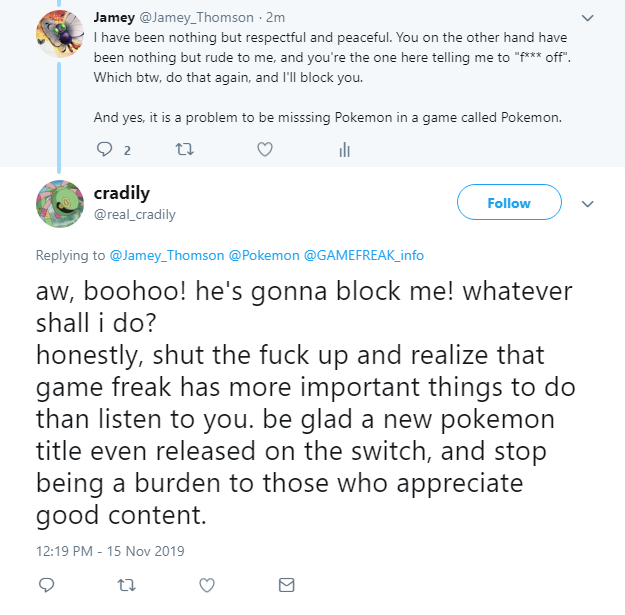 Jamey @Jamey_Thomson · 2m
I have been nothing but respectful and peaceful. You on the other hand have
been nothing but rude to me, and you're the one here telling me to "f*** off".
Which btw, do that again, and I'll block you.
And yes, it is a problem to be misssing Pokemon in a game called Pokemon.
2
cradily
@real_cradily
Follow
Replying to @Jamey_Thomson @Pokemon @GAMEFREAK_info
aw, boohoo! he's gonna block me! whatever
shall i do?
honestly, shut the fuck up and realize that
game freak has more important things to do
than listen to you. be glad a new pokemon
title even released on the switch, and stop
being a burden to those who appreciate
good content.
12:19 PM - 15 Nov 2019